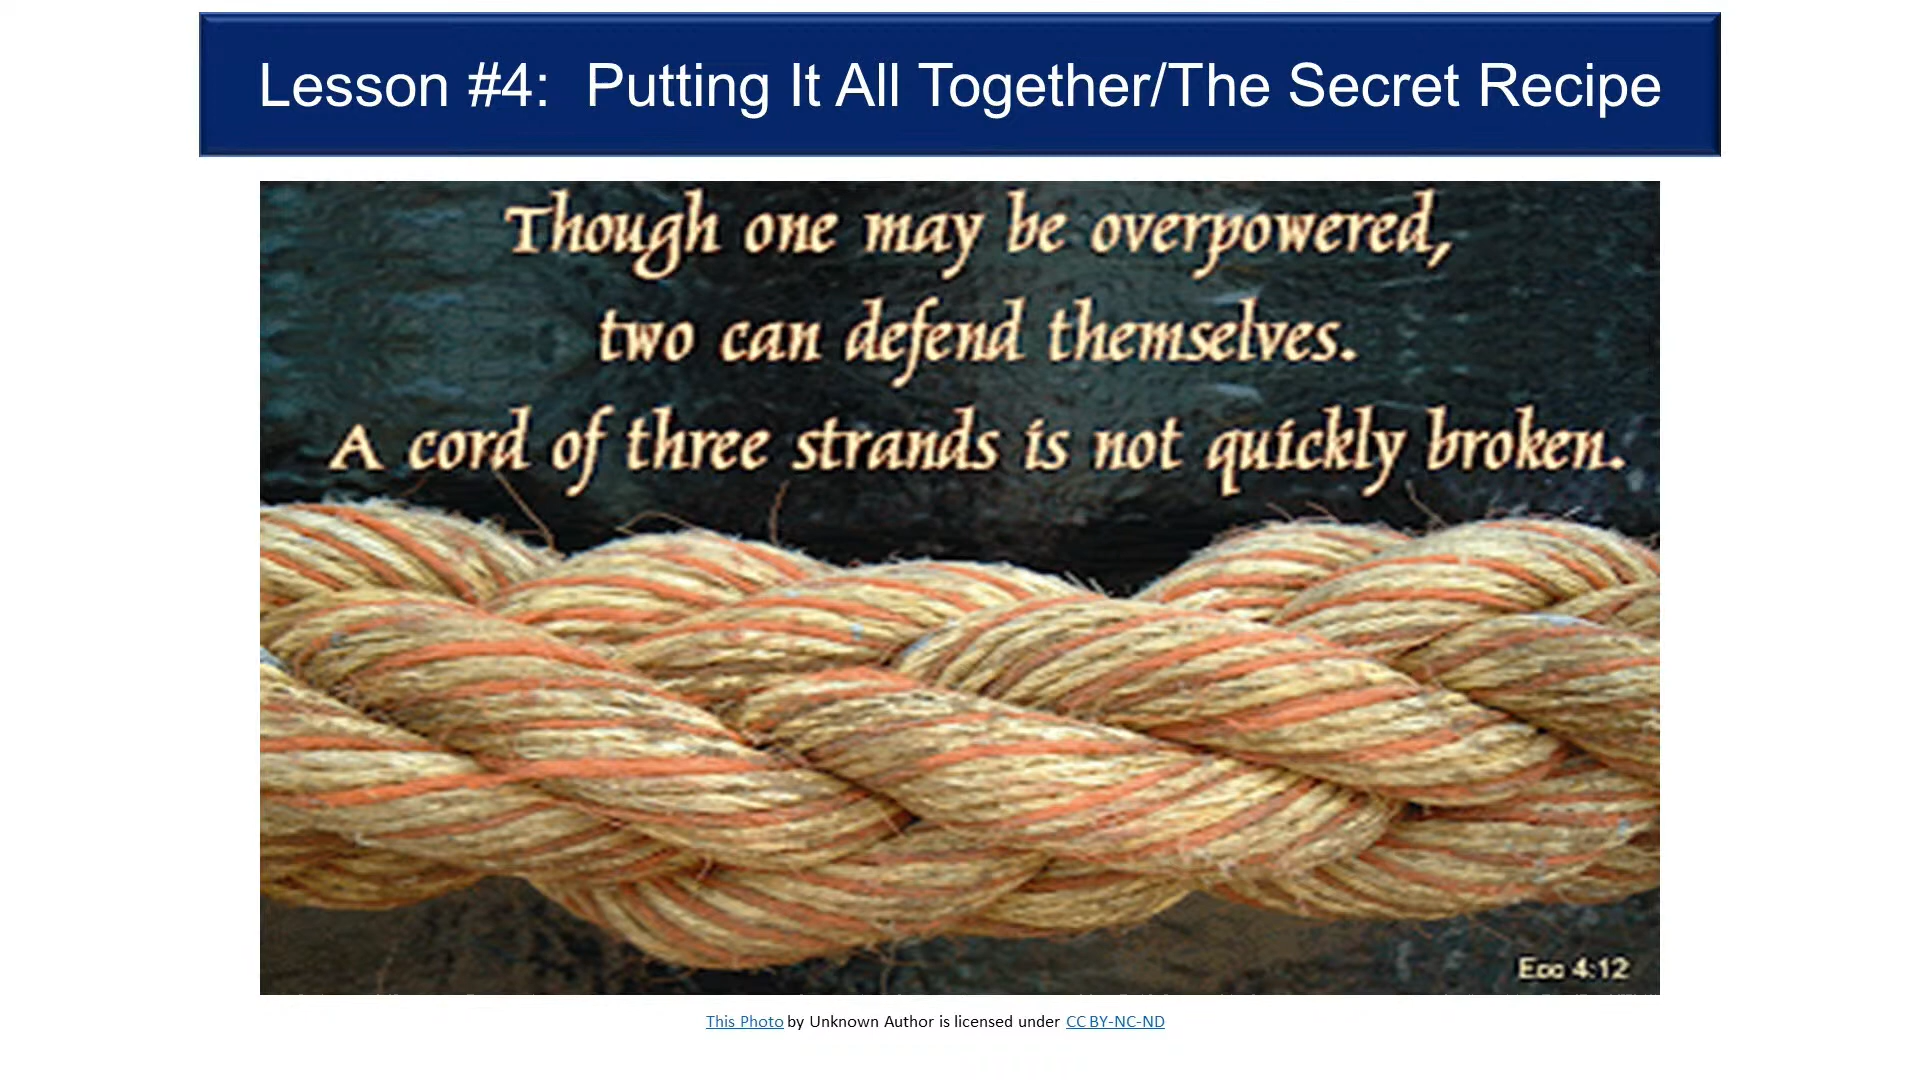 Lesson #4:  Putting It All Together/The Secret Recipe
Though one may be overpowered,
two can defend themselves.
A cord of three strands is not quickly broken.
Ecc 4:12
This Photo by Unknown Author is licensed under CC BY-NC-ND